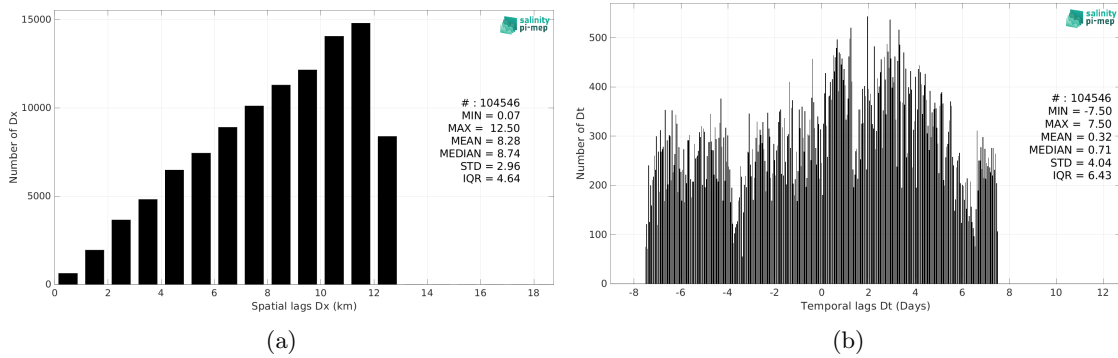 15000
10000
5000
0
Number of Dx
salinity
pi-mep
# : 104546
MIN = 0.07
MAX = 12.50
MEAN = 8.28
MEDIAN = 8.74
STD = 2.96
IQR = 4.64
0 2 4 6 8 10 12 14 16 18
Spatial lags Dx (km)
(a)
500
400
300
200
100
0
Number of Dt
salinity
pi-mep
# : 104546
MIN = -7.50
MAX = 7.50
MEAN = 0.32
MEDIAN = 0.71
STD = 4.04
IQR = 6.43
-8 -6 -4 -2 0 2 4 6 8 10 12
Temporal lags Dt (Days)
(b)